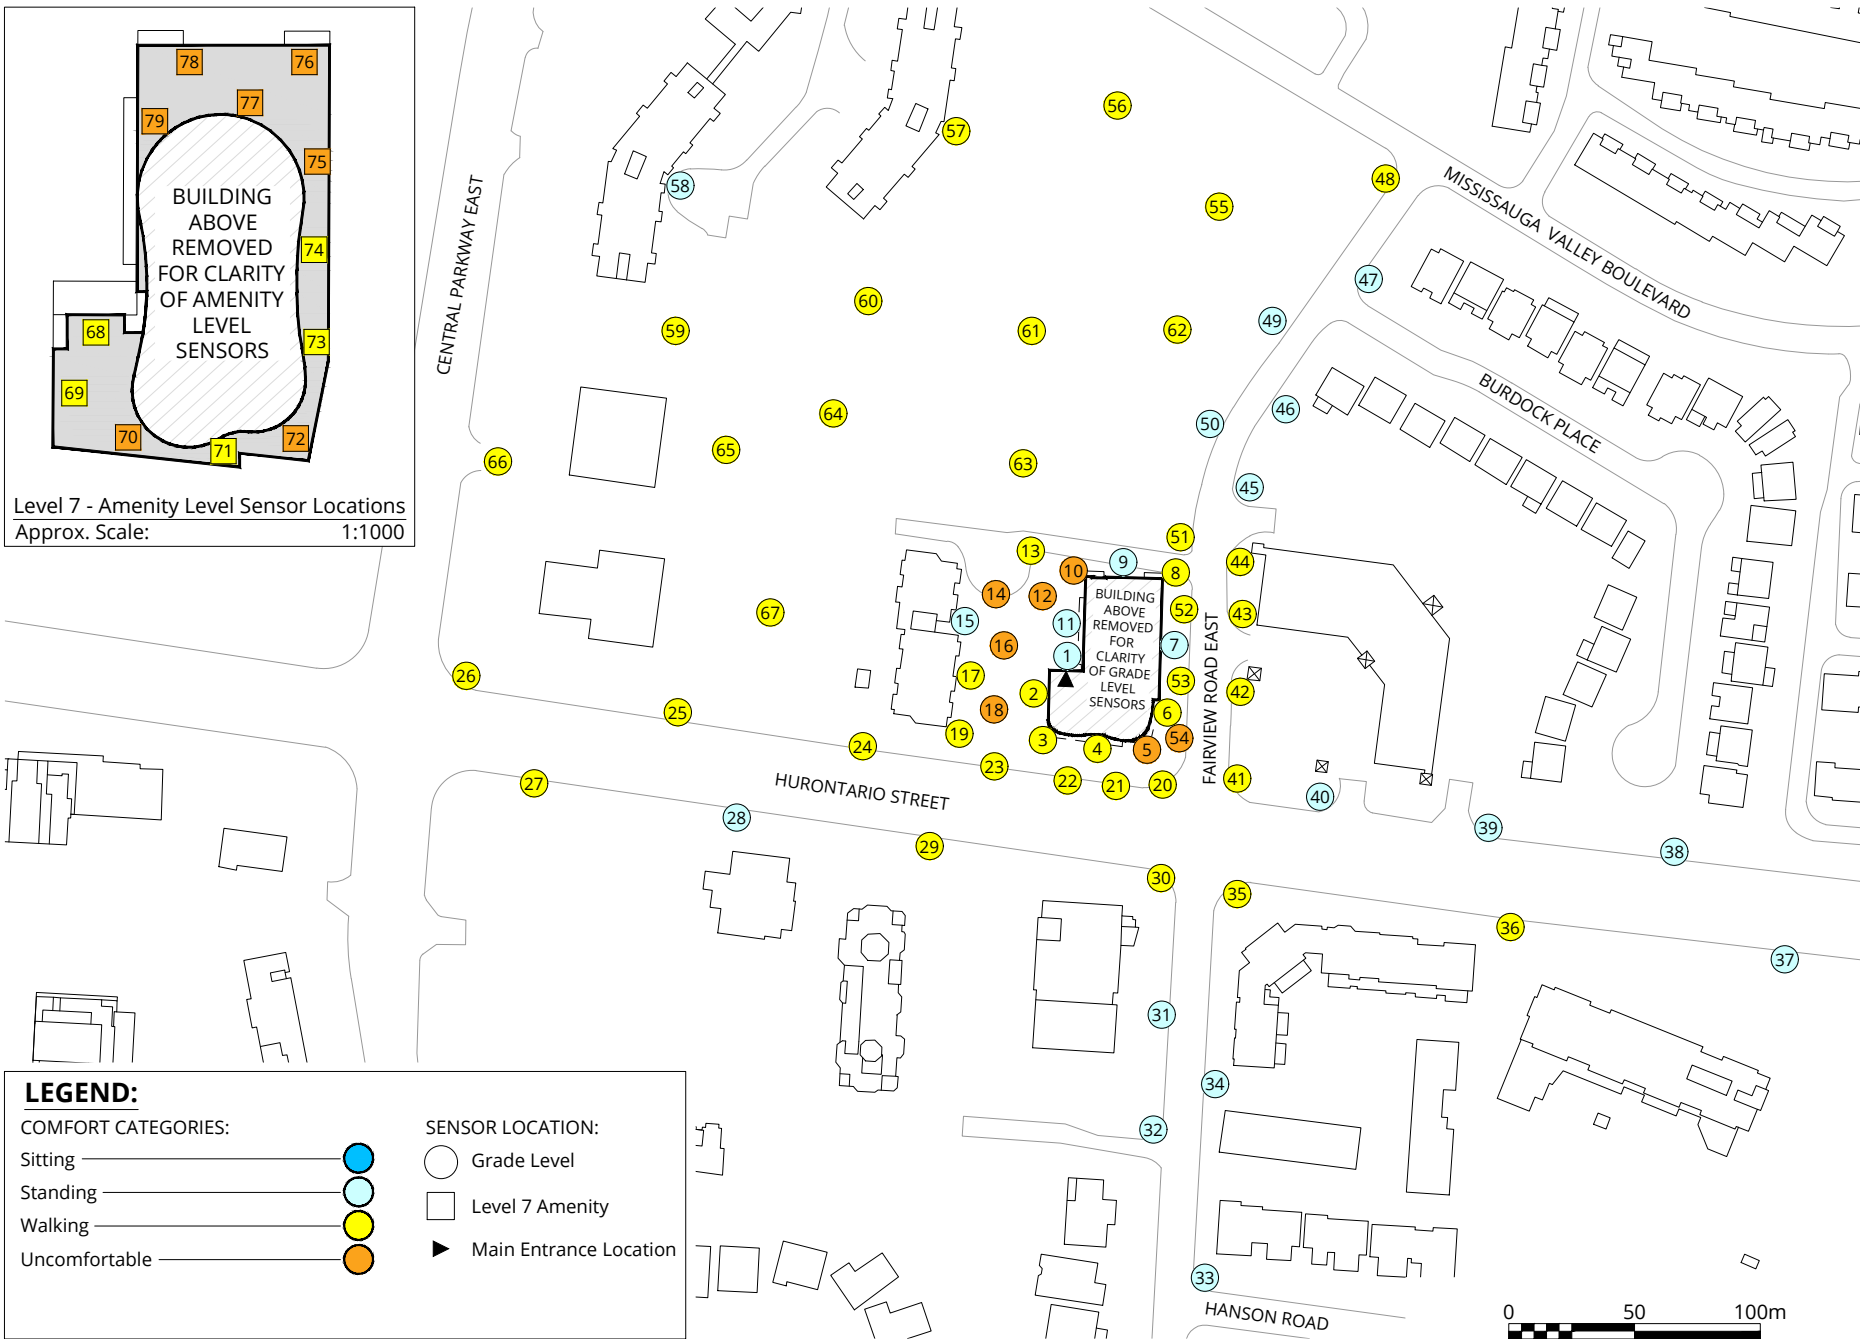 78
76
77
79
75
BUILDING
ABOVE
REMOVED
FOR CLARITY
OF AMENITY
LEVEL
SENSORS
74
73
68
69
70
71
72
Level 7 - Amenity Level Sensor Locations
Approx. Scale: 1:1000
56
57
58
48
55
47
49
60
59
61
62
46
50
64
65
66
63
45
51
13
9
44
10
8
14
12
52
43
67
15
11
16
7
1
26
17
53
42
2
25
18
6
19
3
4
5
54
24
23
22
21
20
41
27
40
28
39
29
38
30
35
36
37
31
34
32
33
BUILDING
ABOVE
REMOVED
FOR
CLARITY
OF GRADE
LEVEL
SENSORS
CENTRAL PARKWAY EAST
MISSISSAUGA VALLEY BOULEVARD
BURDOCK PLACE
FAIRVIEW ROAD EAST
HURONTARIO STREET
HANSON ROAD
LEGEND:
COMFORT CATEGORIES:
Sitting
Standing
Walking
Uncomfortable
SENSOR LOCATION:
Grade Level
Level 7 Amenity
Main Entrance Location
0 50 100m